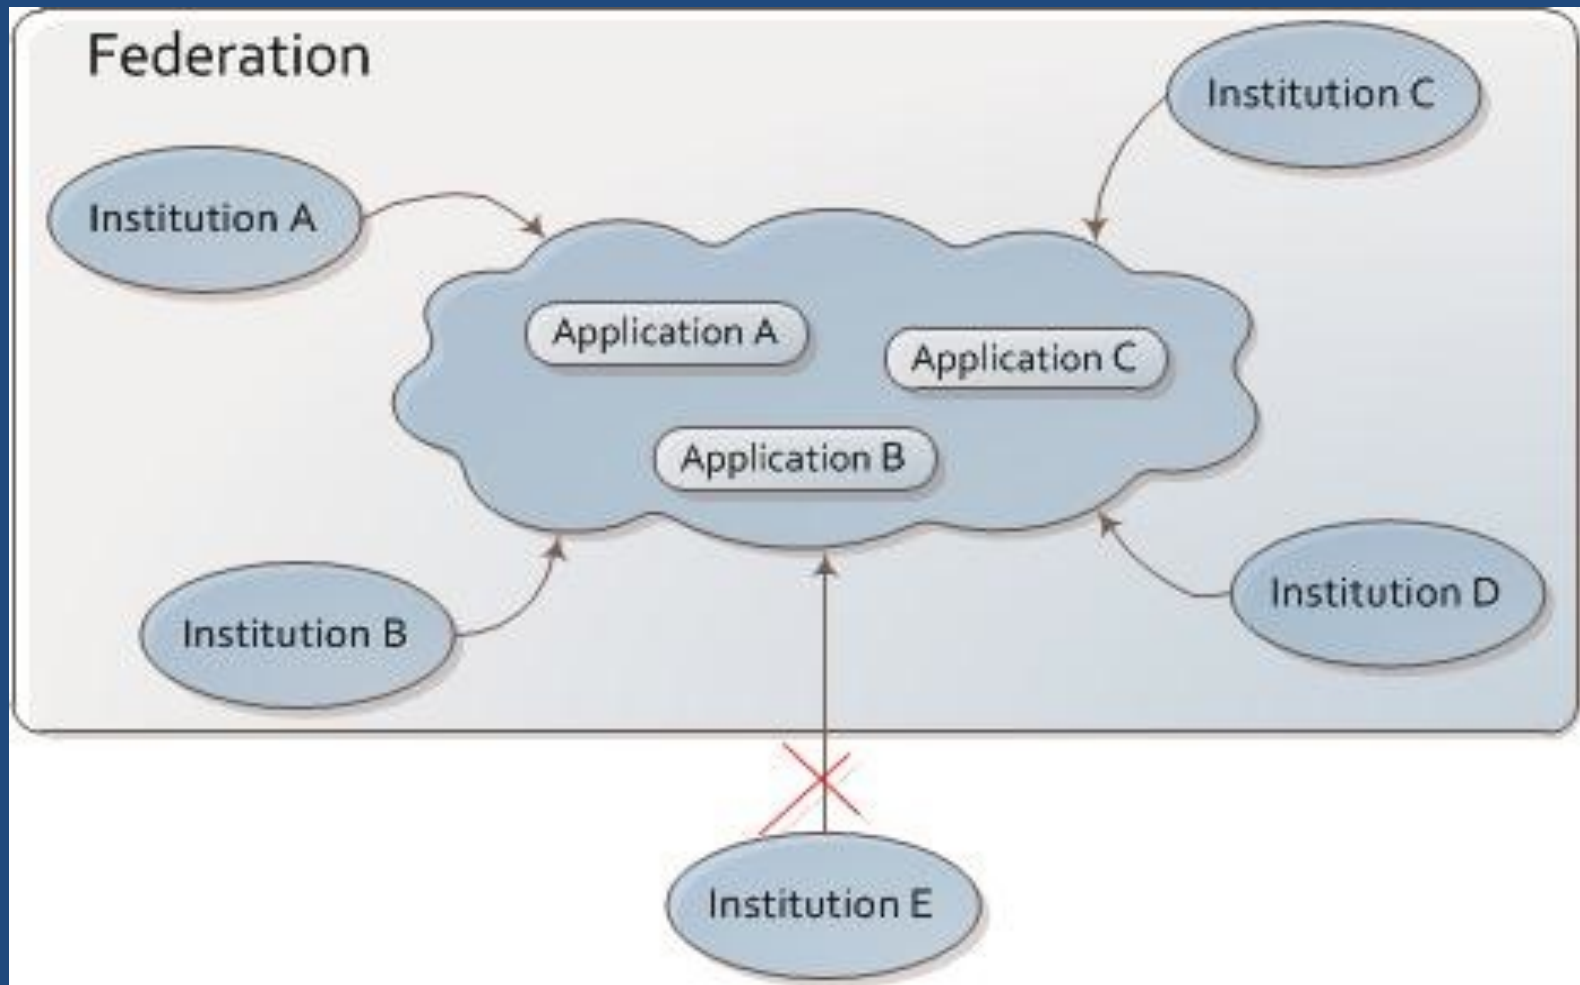 Federation
Institution C
Institution A
Application A
Application C
Application B
Institution D
Institution B
Institution E